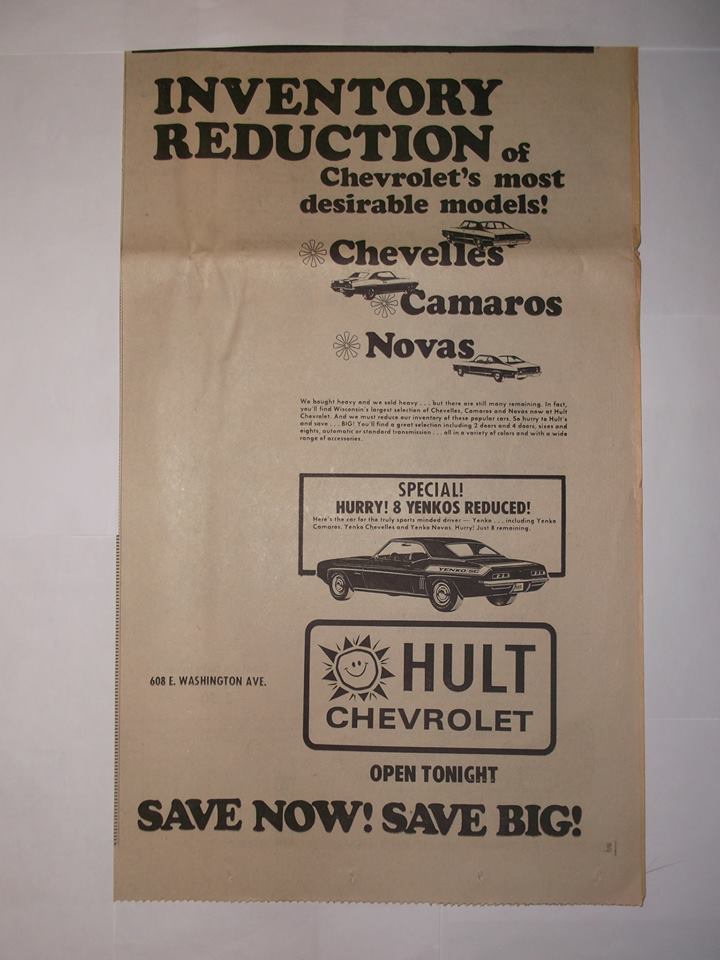 INVENTORY
REDUCTION of
Chevrolet's most
desirable models!
Chevelles
Camaros
Novas
We bought heavy and we sold heavy . . . but there are still many remaining. In fact,
you'll find Wisconsin's largest selection of Chevelles, Camaros and Novas now at Hult
Chevrolet. And we must reduce our inventory of these popular cars. So hurry to Hult's
and save . . . BIG! You'll find a great selection including 2 doors and 4 doors, sixes and
eights, automatic or standard transmission . . . all in a variety of colors and with a wide
range of accessories.
SPECIAL!
HURRY! 8 YENKOS REDUCED!
Here's the car for the truly sports minded driver — Yenko . . . including Yenko
Camaros, Yenko Chevelles and Yenko Novas. Hurry! Just 8 remaining.
YENKO SC
HULT
CHEVROLET
608 E. WASHINGTON AVE.
OPEN TONIGHT
SAVE NOW! SAVE BIG!